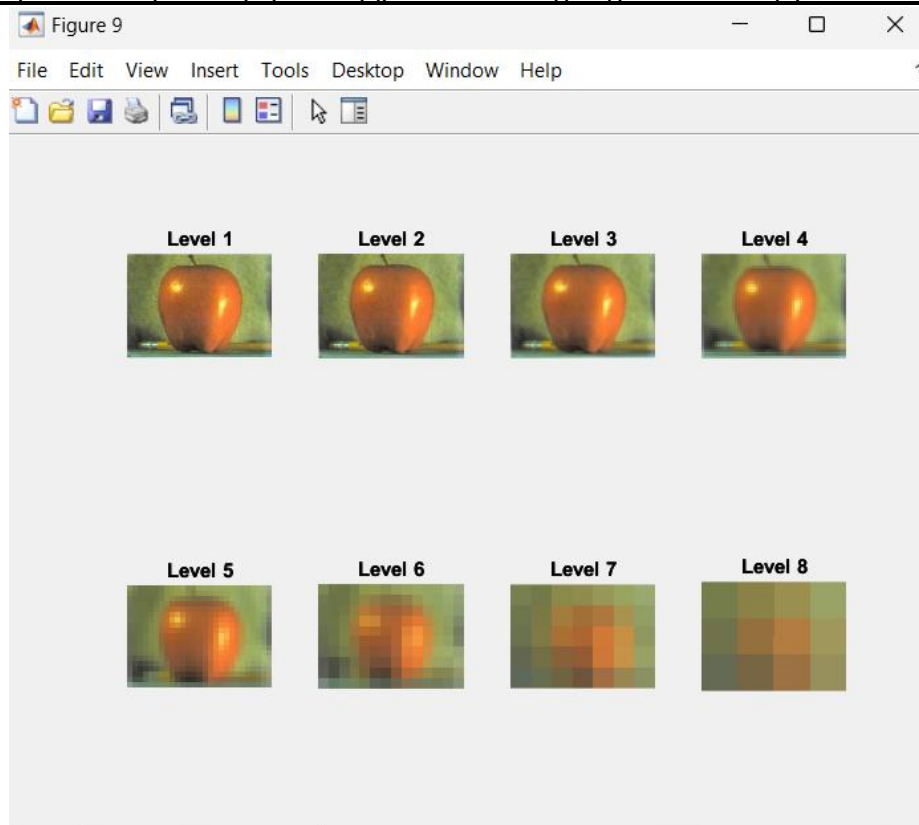 Figure 9
File Edit View Insert Tools Desktop Window Help
Level 1 Level 2 Level 3 Level 4
Level 5 Level 6 Level 7 Level 8